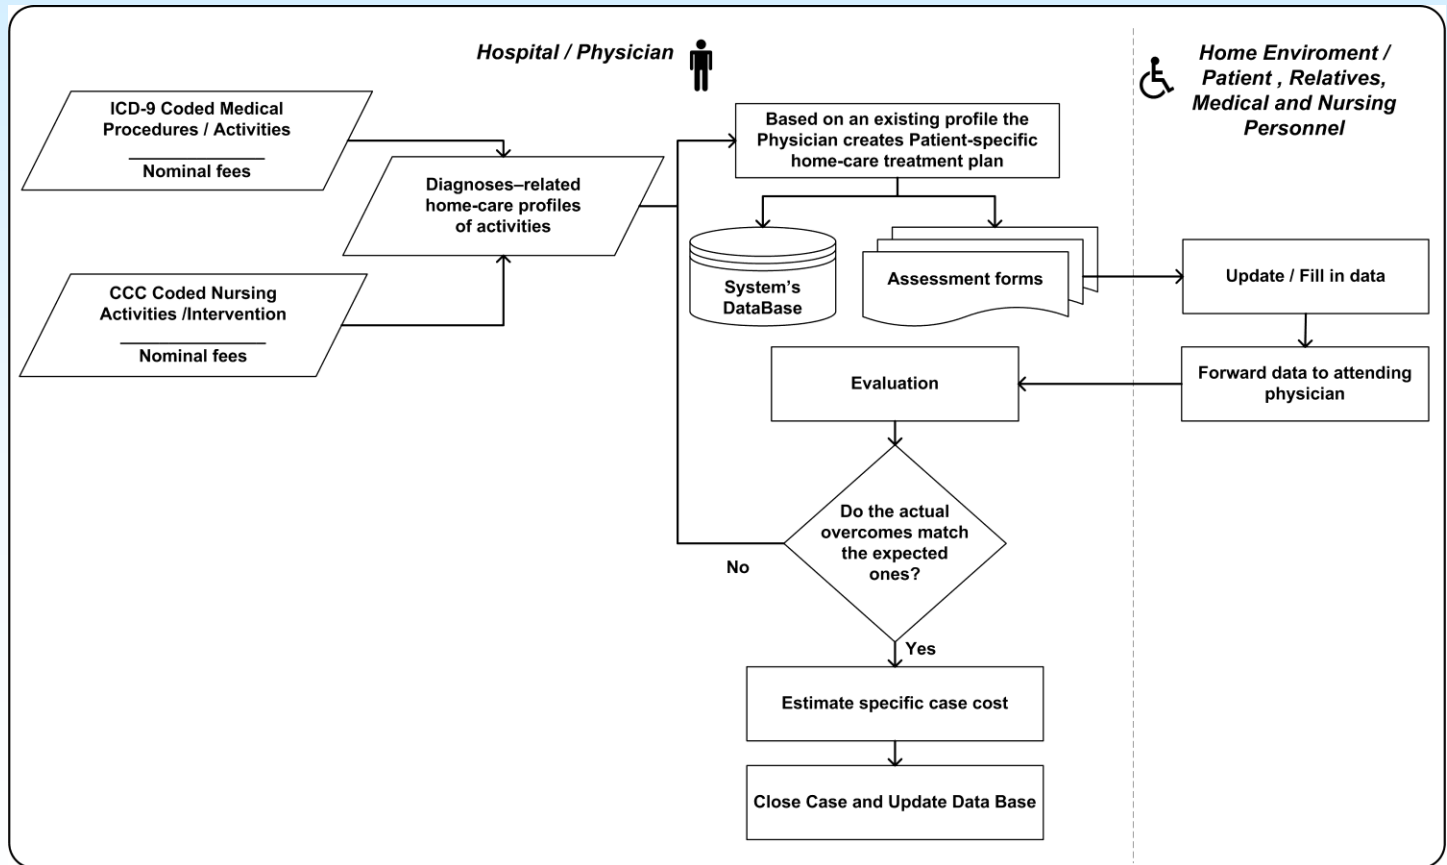 Hospital / Physician
Home Enviroment /
Patient , Relatives,
Medical and Nursing
Personnel
ICD-9 Coded Medical
Procedures / Activities
Nominal fees
Diagnoses–related
home-care profiles
of activities
CCC Coded Nursing
Activities /Intervention
Nominal fees
Based on an existing profile the
Physician creates Patient-specific
home-care treatment plan
System's
DataBase
Assessment forms
Update / Fill in data
Forward data to attending
physician
Evaluation
Do the actual
overcomes match
the expected
ones?
No
Yes
Estimate specific case cost
Close Case and Update Data Base